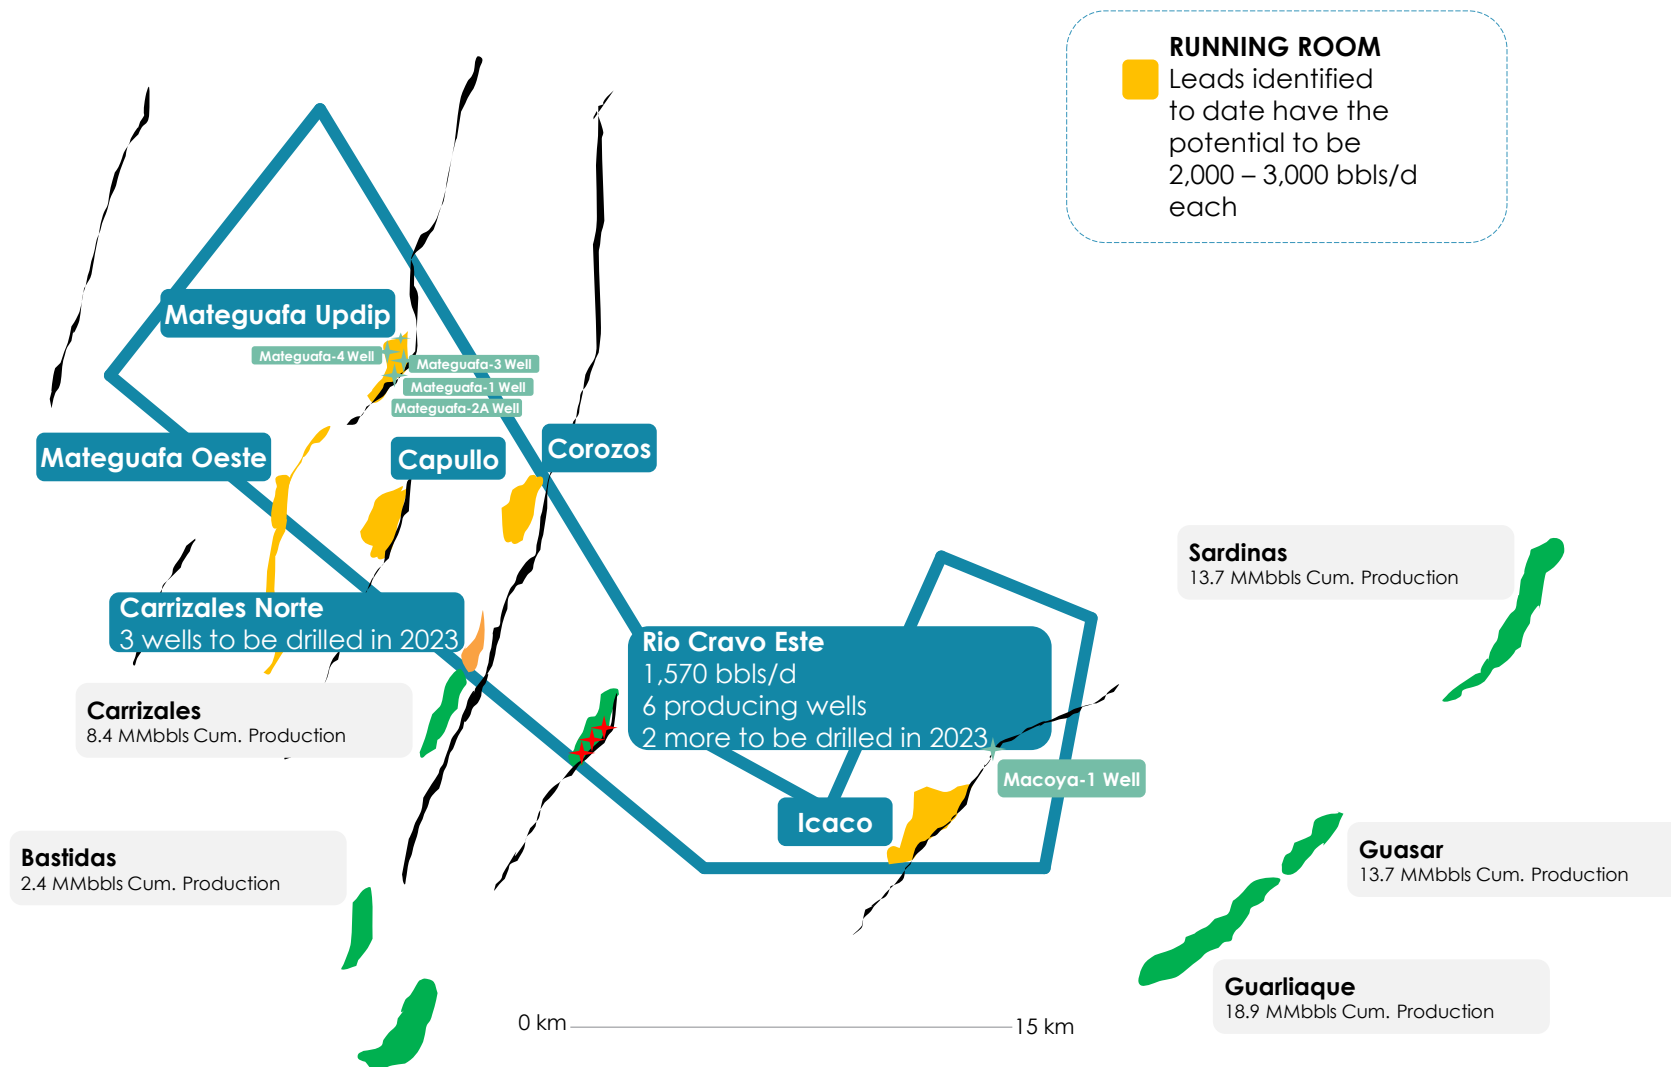 RUNNING ROOM
Leads identified
to date have the
potential to be
2,000 – 3,000 bbls/d
each
Mateguafa Updip
Mateguafa-4 Well
Mateguafa-3 Well
Mateguafa-1 Well
Mateguafa-2A Well
Mateguafa Oeste
Capullo
Corozos
Sardinas
13.7 MMbbls Cum. Production
Carrizales Norte
3 wells to be drilled in 2023
Rio Cravo Este
1,570 bbls/d
6 producing wells
2 more to be drilled in 2023
Carrizales
8.4 MMbbls Cum. Production
Macoya-1 Well
Icaco
Bastidas
2.4 MMbbls Cum. Production
Guasar
13.7 MMbbls Cum. Production
Guarliaque
18.9 MMbbls Cum. Production
0 km
15 km